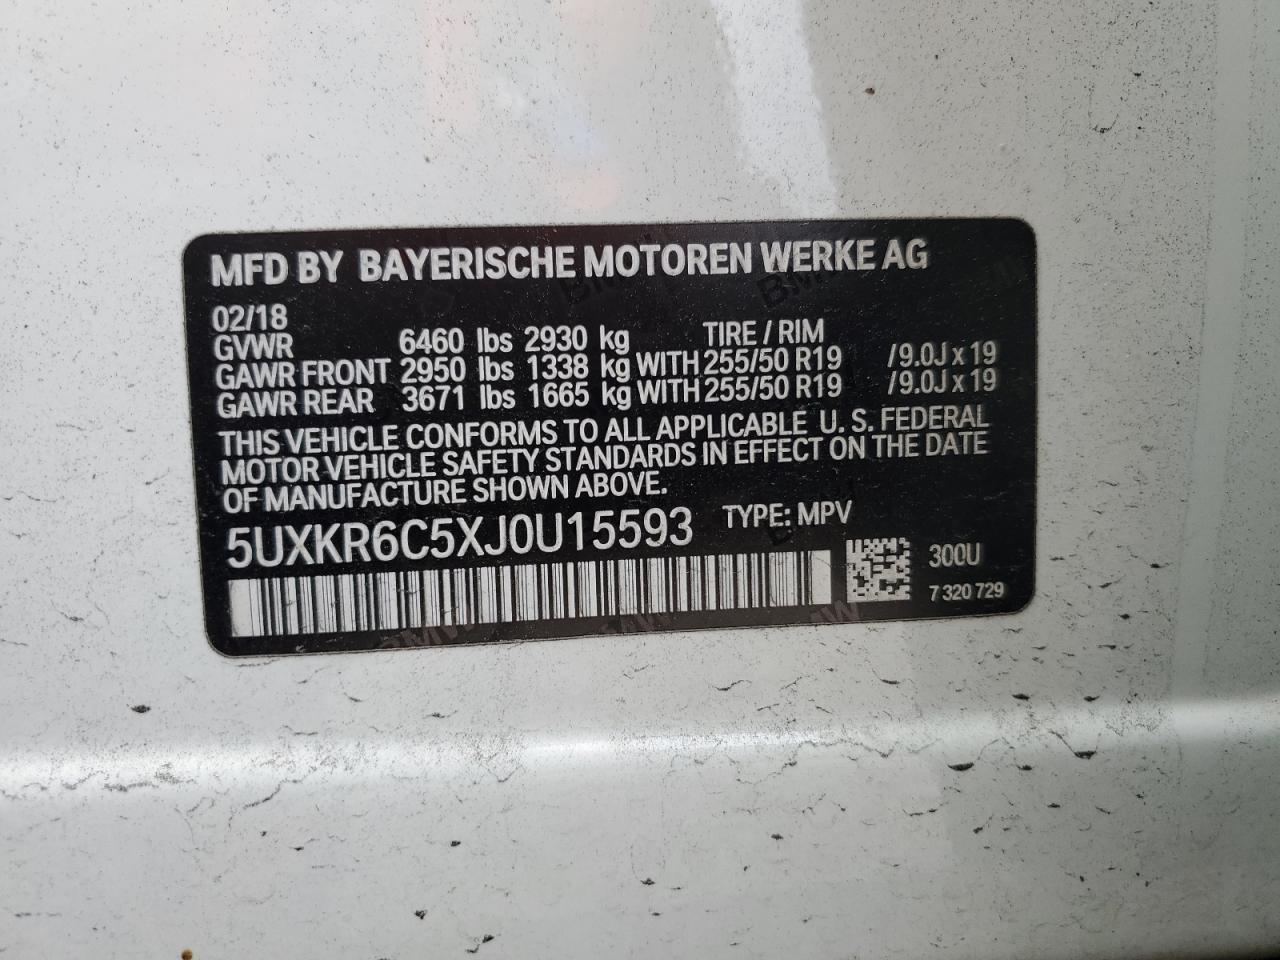 MFD BY BAYERISCHE MOTOREN WERKE AG
02/18
GVWR 6460 lbs 2930 kg TIRE / RIM
GAWR FRONT 2950 lbs 1338 kg WITH 255/50 R19 /9.0J x 19
GAWR REAR 3671 lbs 1665 kg WITH 255/50 R19 /9.0J x 19
THIS VEHICLE CONFORMS TO ALL APPLICABLE U. S. FEDERAL
MOTOR VEHICLE SAFETY STANDARDS IN EFFECT ON THE DATE
OF MANUFACTURE SHOWN ABOVE.
5UXKR6C5XJ0U15593 TYPE: MPV
300U
7 320 729